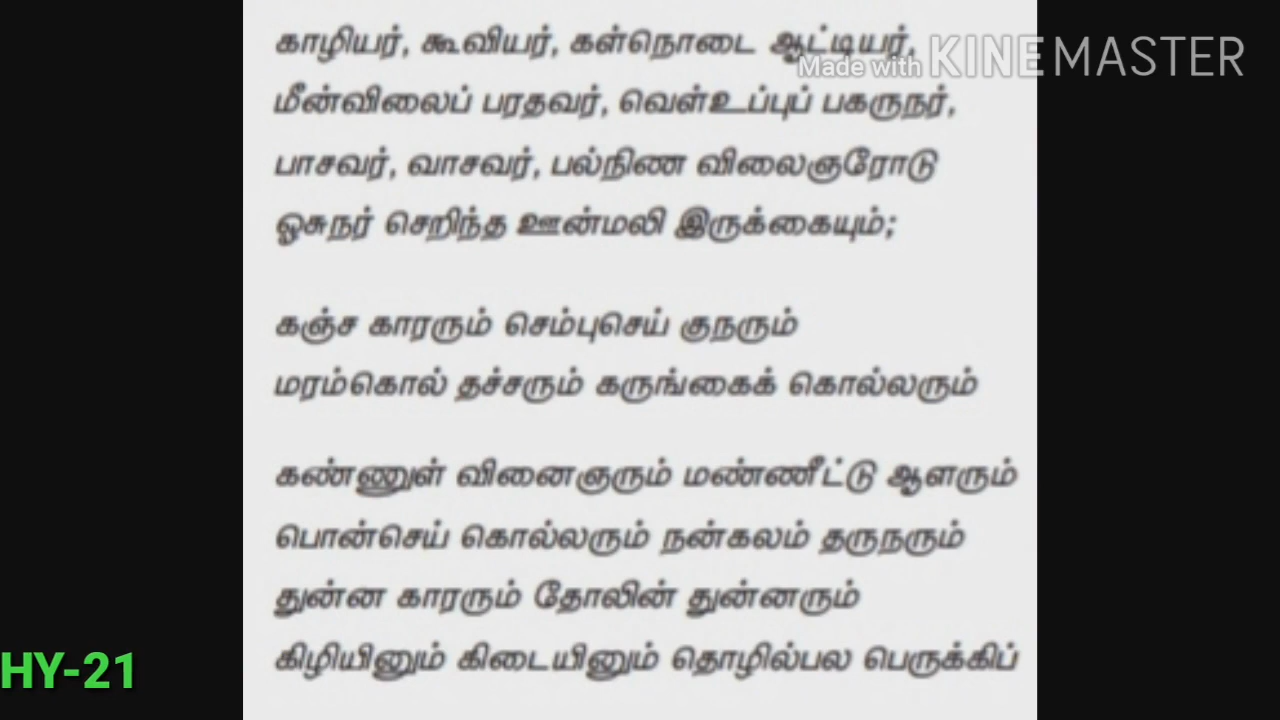 காழியர், கூவியர், கள்நொடை ஆட்டியர்,
Made with KINEMASTER
மீன்விலைப் பரதவர், வெள்உப்புப் பகருநர்,
பாசவர், வாசவர், பல்நிண விலைஞரோடு
ஓசுநர் செறிந்த ஊன்மலி இருக்கையும்;
கஞ்ச காரரும் செம்புசெய் குநரும்
மரம்கொல் தச்சரும் கருங்கைக் கொல்லரும்
கண்ணுள் வினைஞரும் மண்ணீட்டு ஆளரும்
பொன்செய் கொல்லரும் நன்கலம் தருநரும்
துன்ன காரரும் தோலின் துன்னரும்
கிழியினும் கிடையினும் தொழில்பல பெருக்கிப்
HY-21